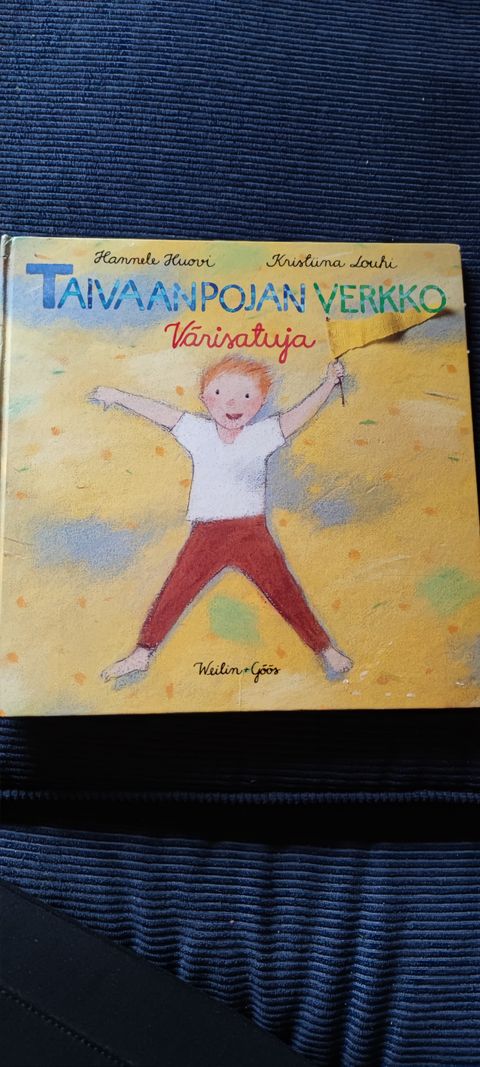 Hannele Huovi Kristiina Louhi
TAIVAANPOJAN VERKKO
Värisatuja
Weilin+Göös